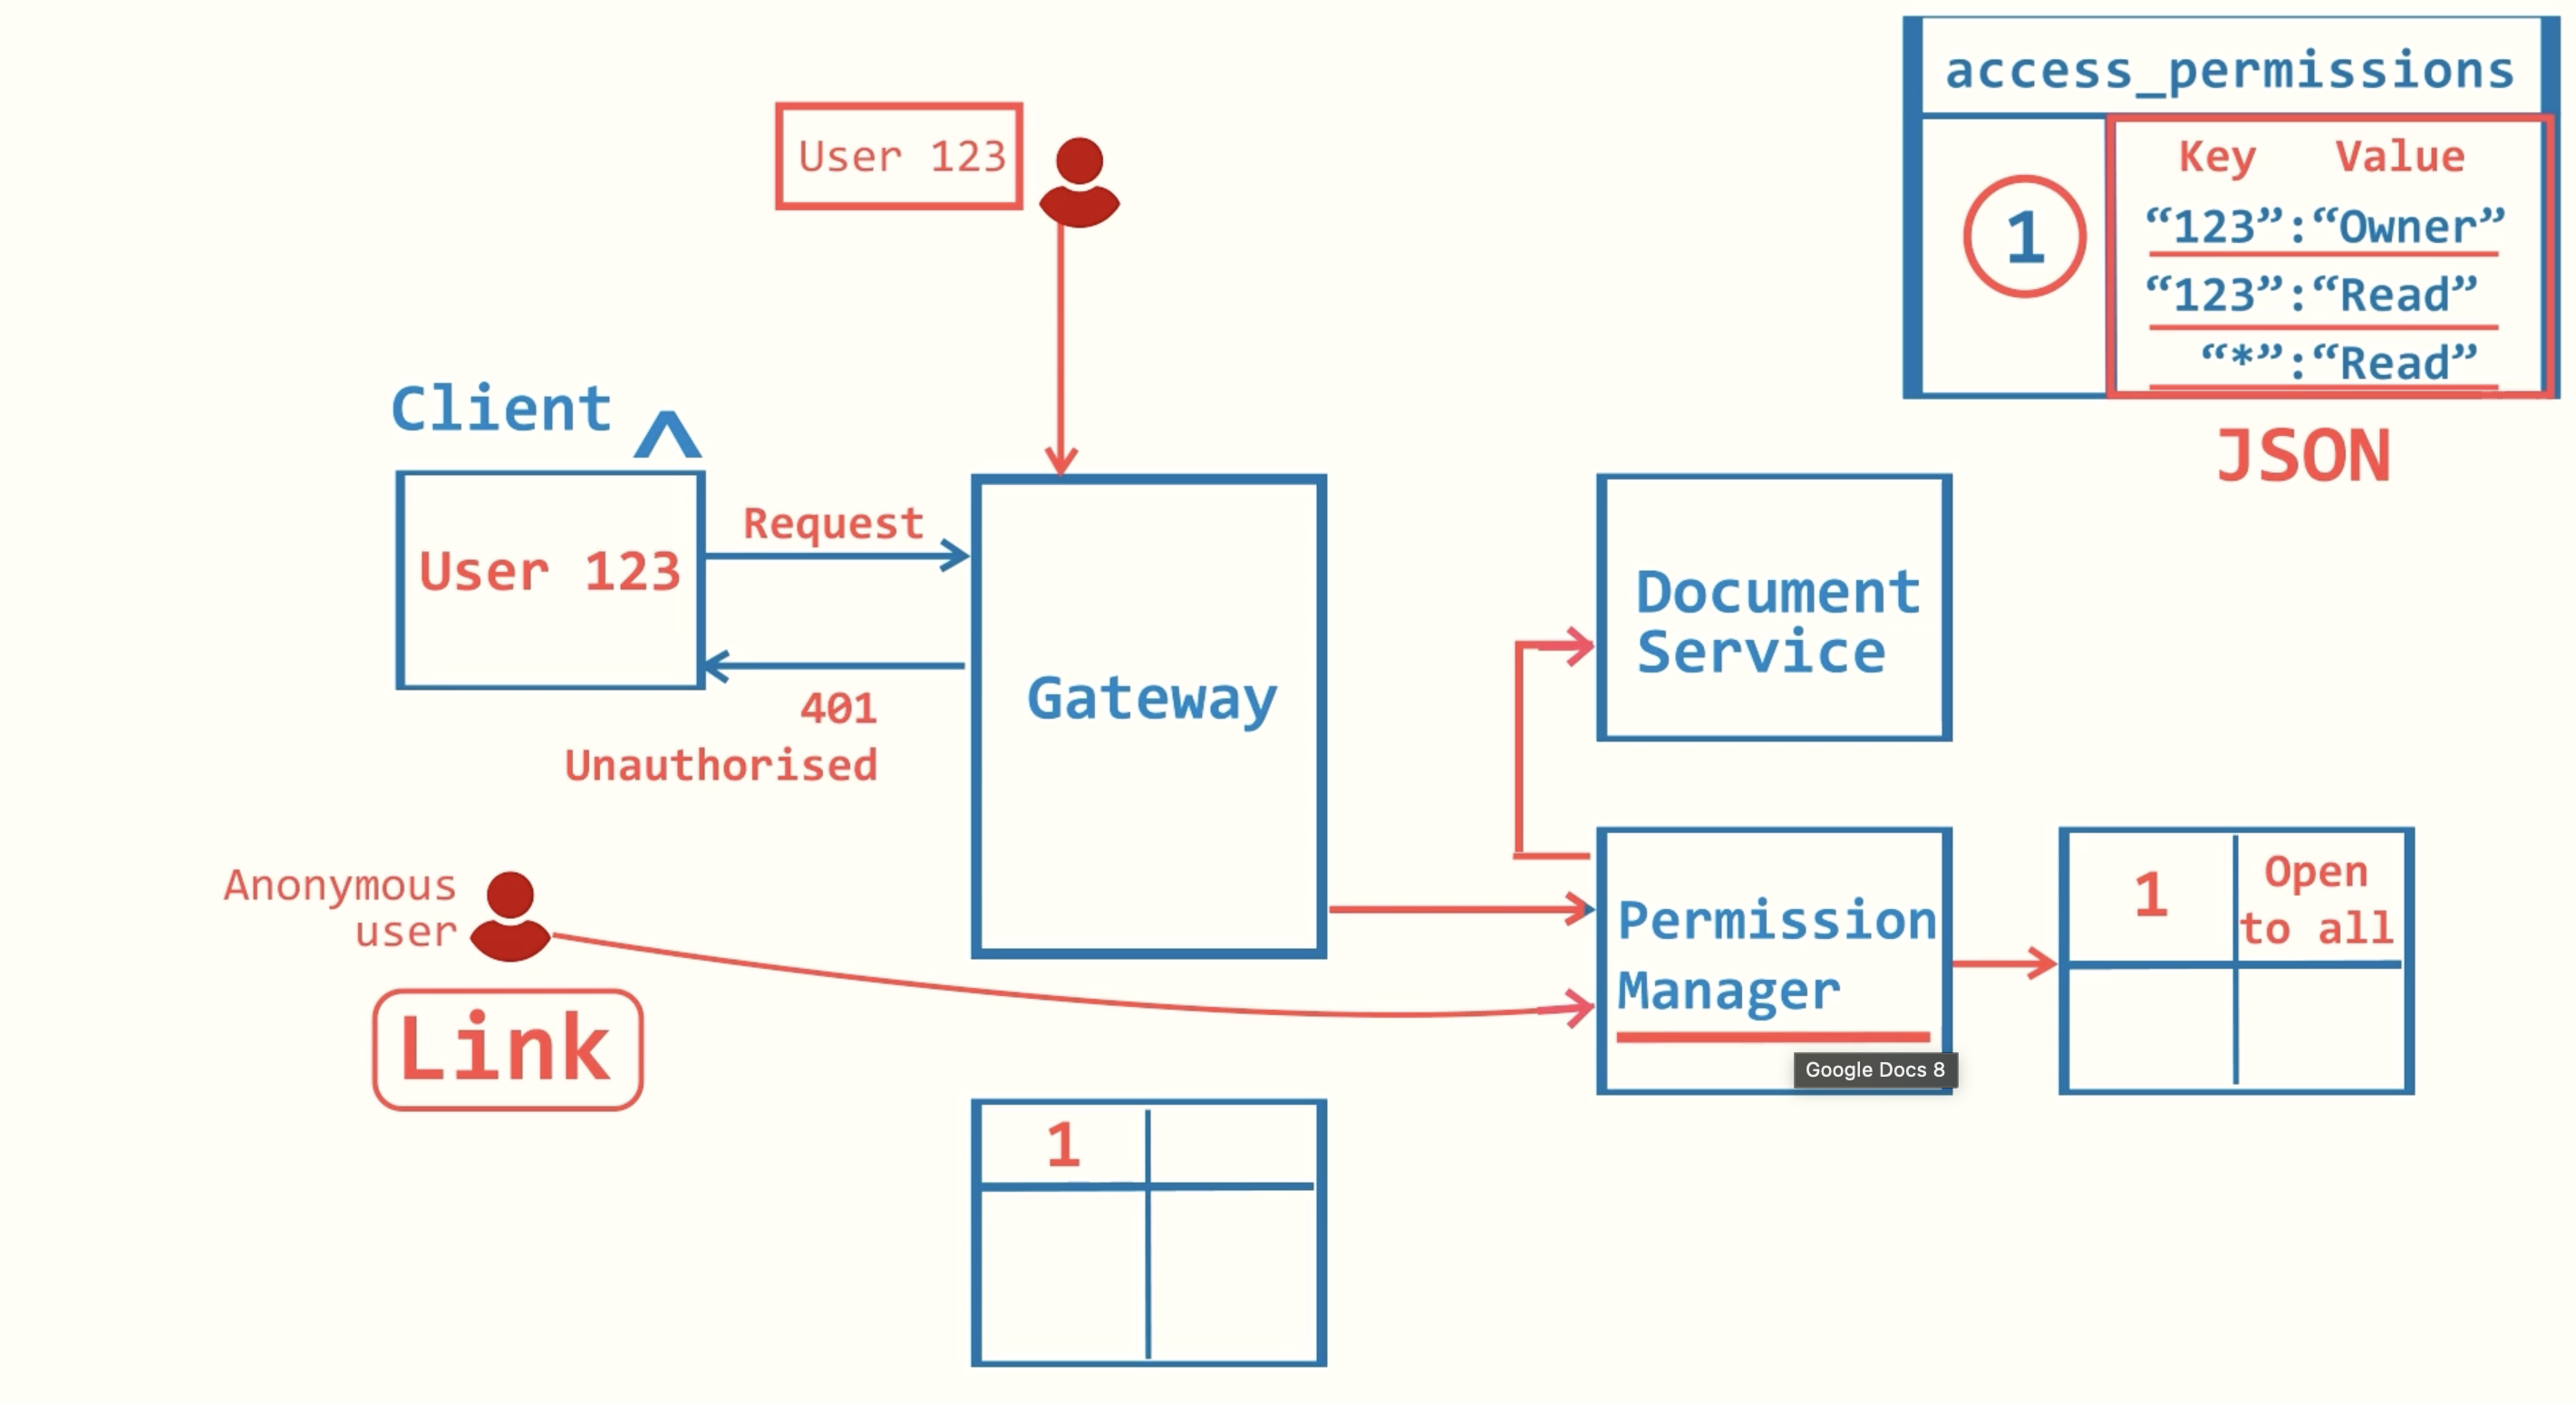 access_permissions
1
Key Value
“123”:“Owner”
“123”:“Read”
“*”:“Read”
JSON
User 123
Client
User 123
Request
401
Unauthorised
Gateway
Document
Service
Anonymous
user
Link
Permission
Manager
Google Docs 8
1
Open
to all
1